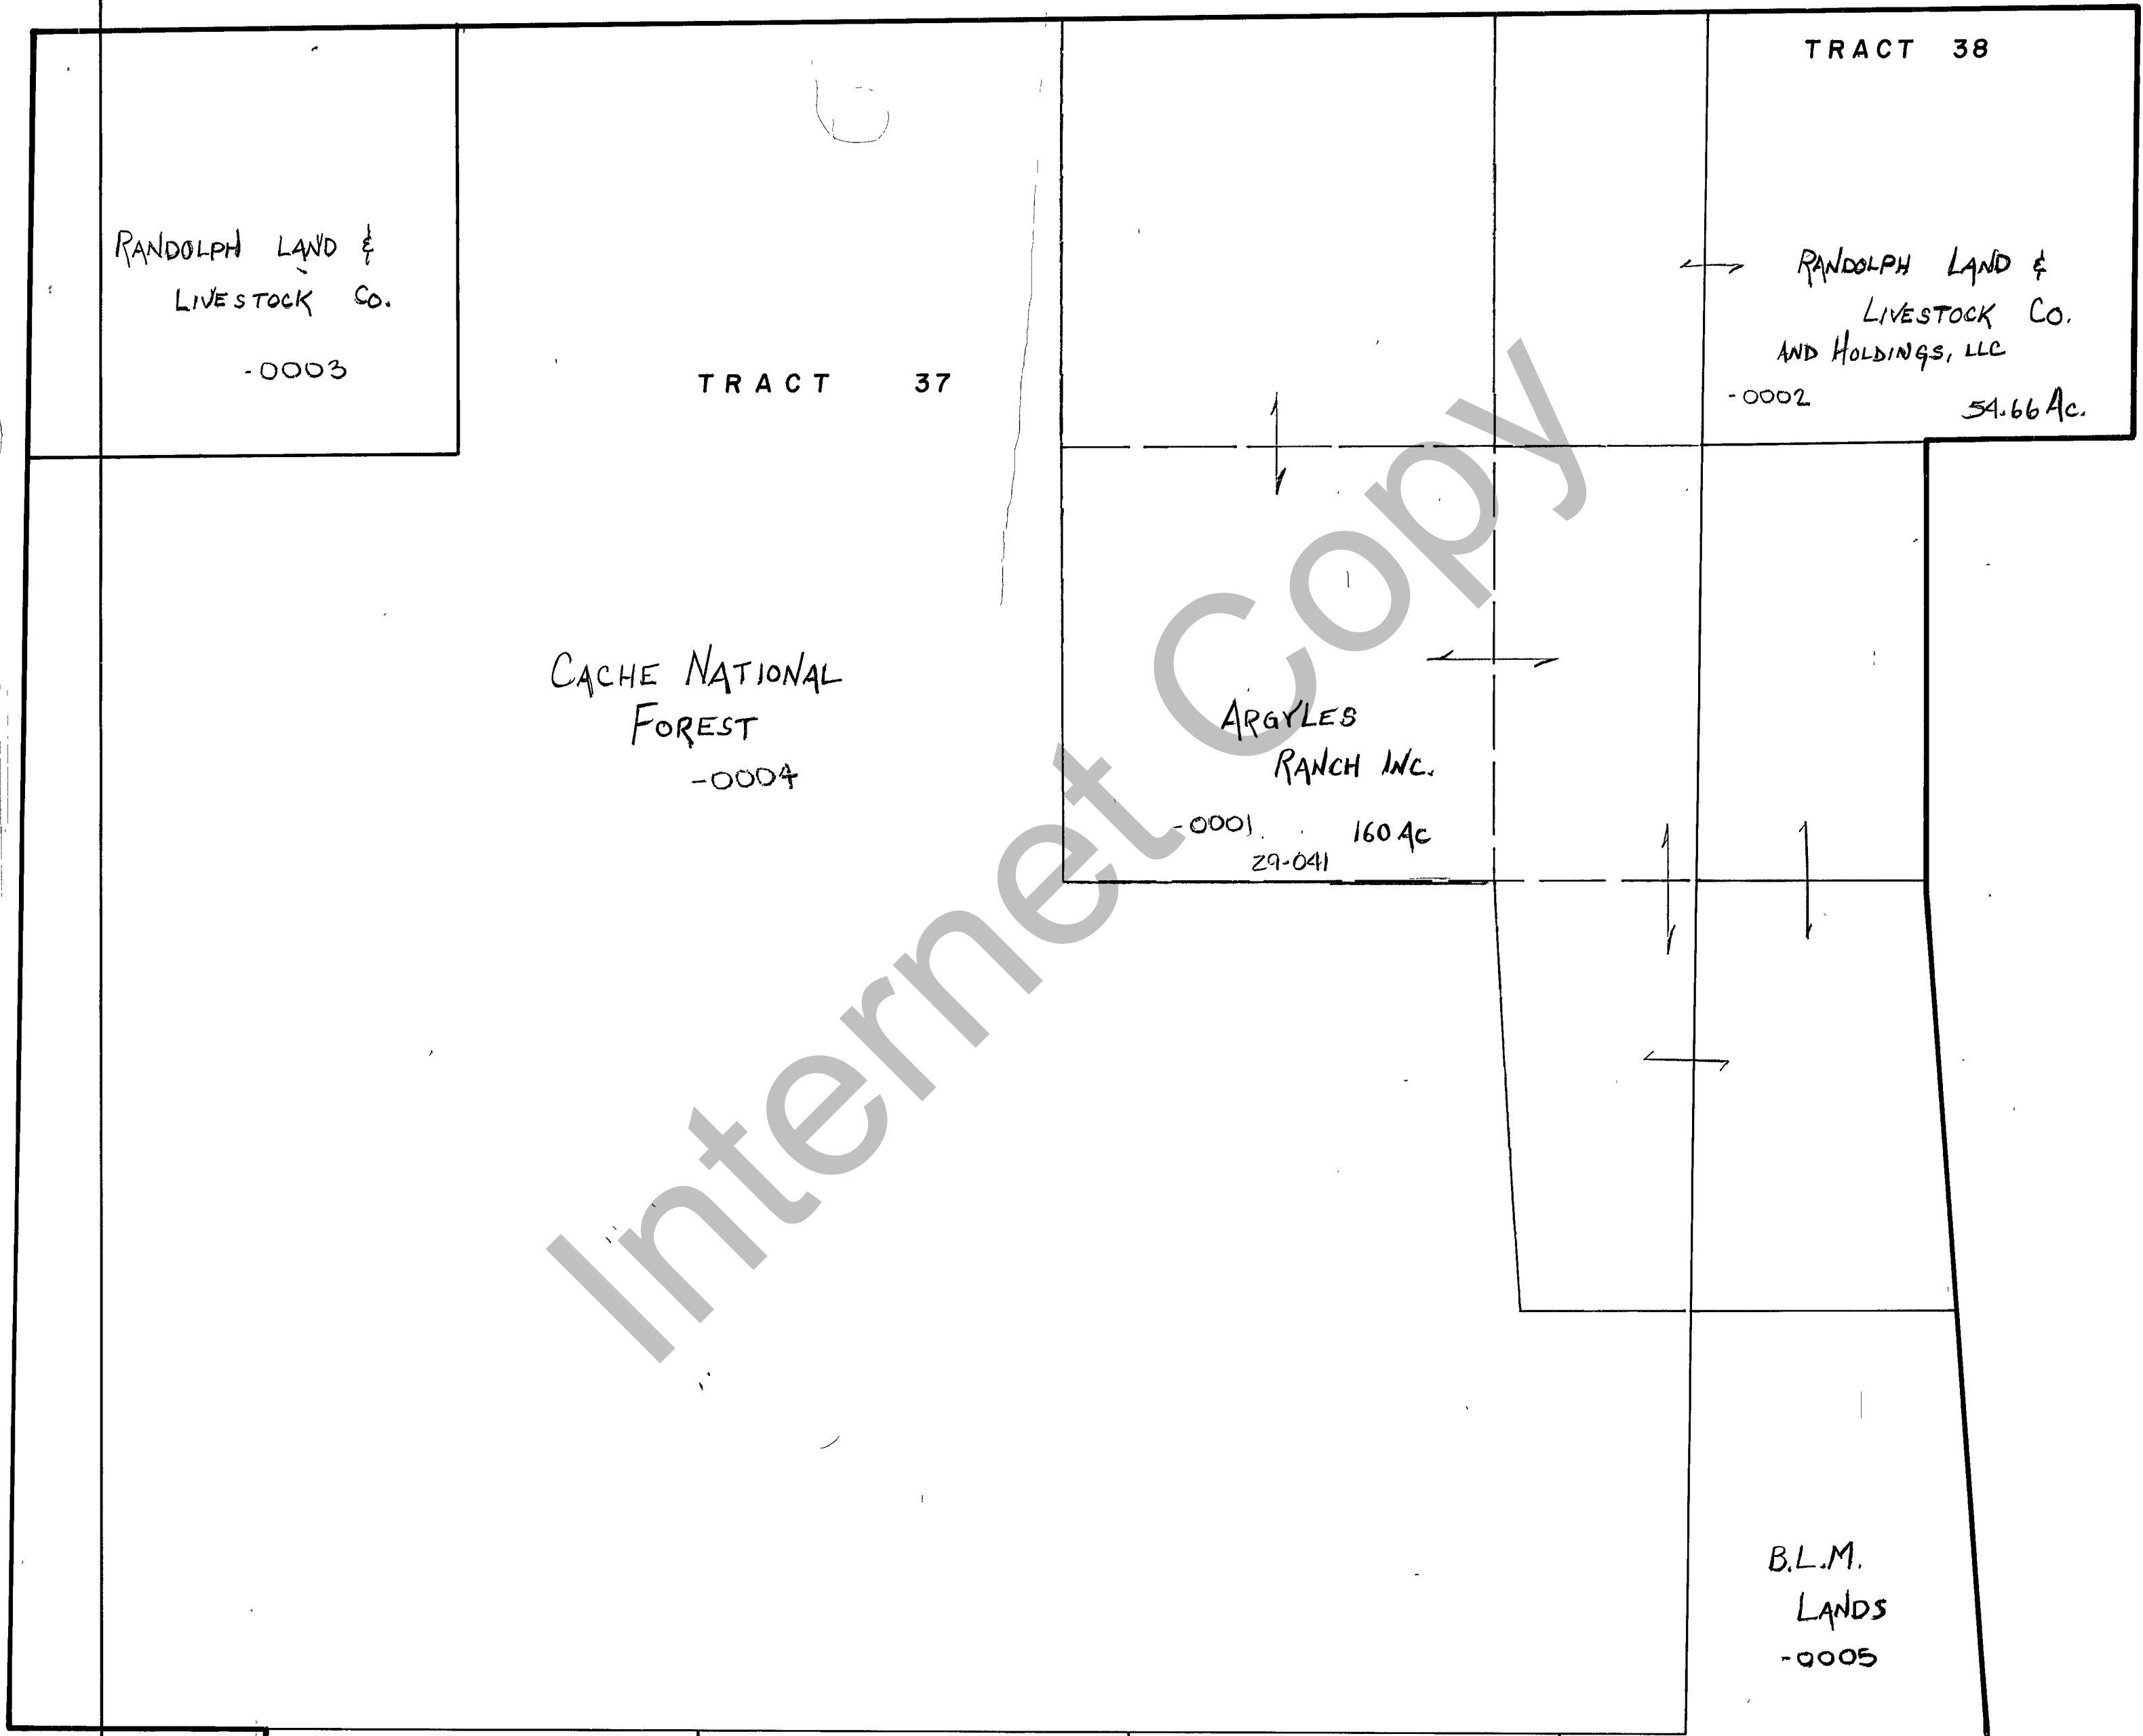 TRACT 38
RANDOLPH LAND &
LIVESTOCK Co.
-0003
TRACT 37
RANDOLPH LAND &
LIVESTOCK Co.
AND HOLDINGS, LLC
-0002
54.66 Ac.
CACHE NATIONAL
FOREST
-0004
ARGYLES
RANCH INC.
-0001
160 Ac
29-041
B.L.M.
LANDS
-0005
Internet Copy